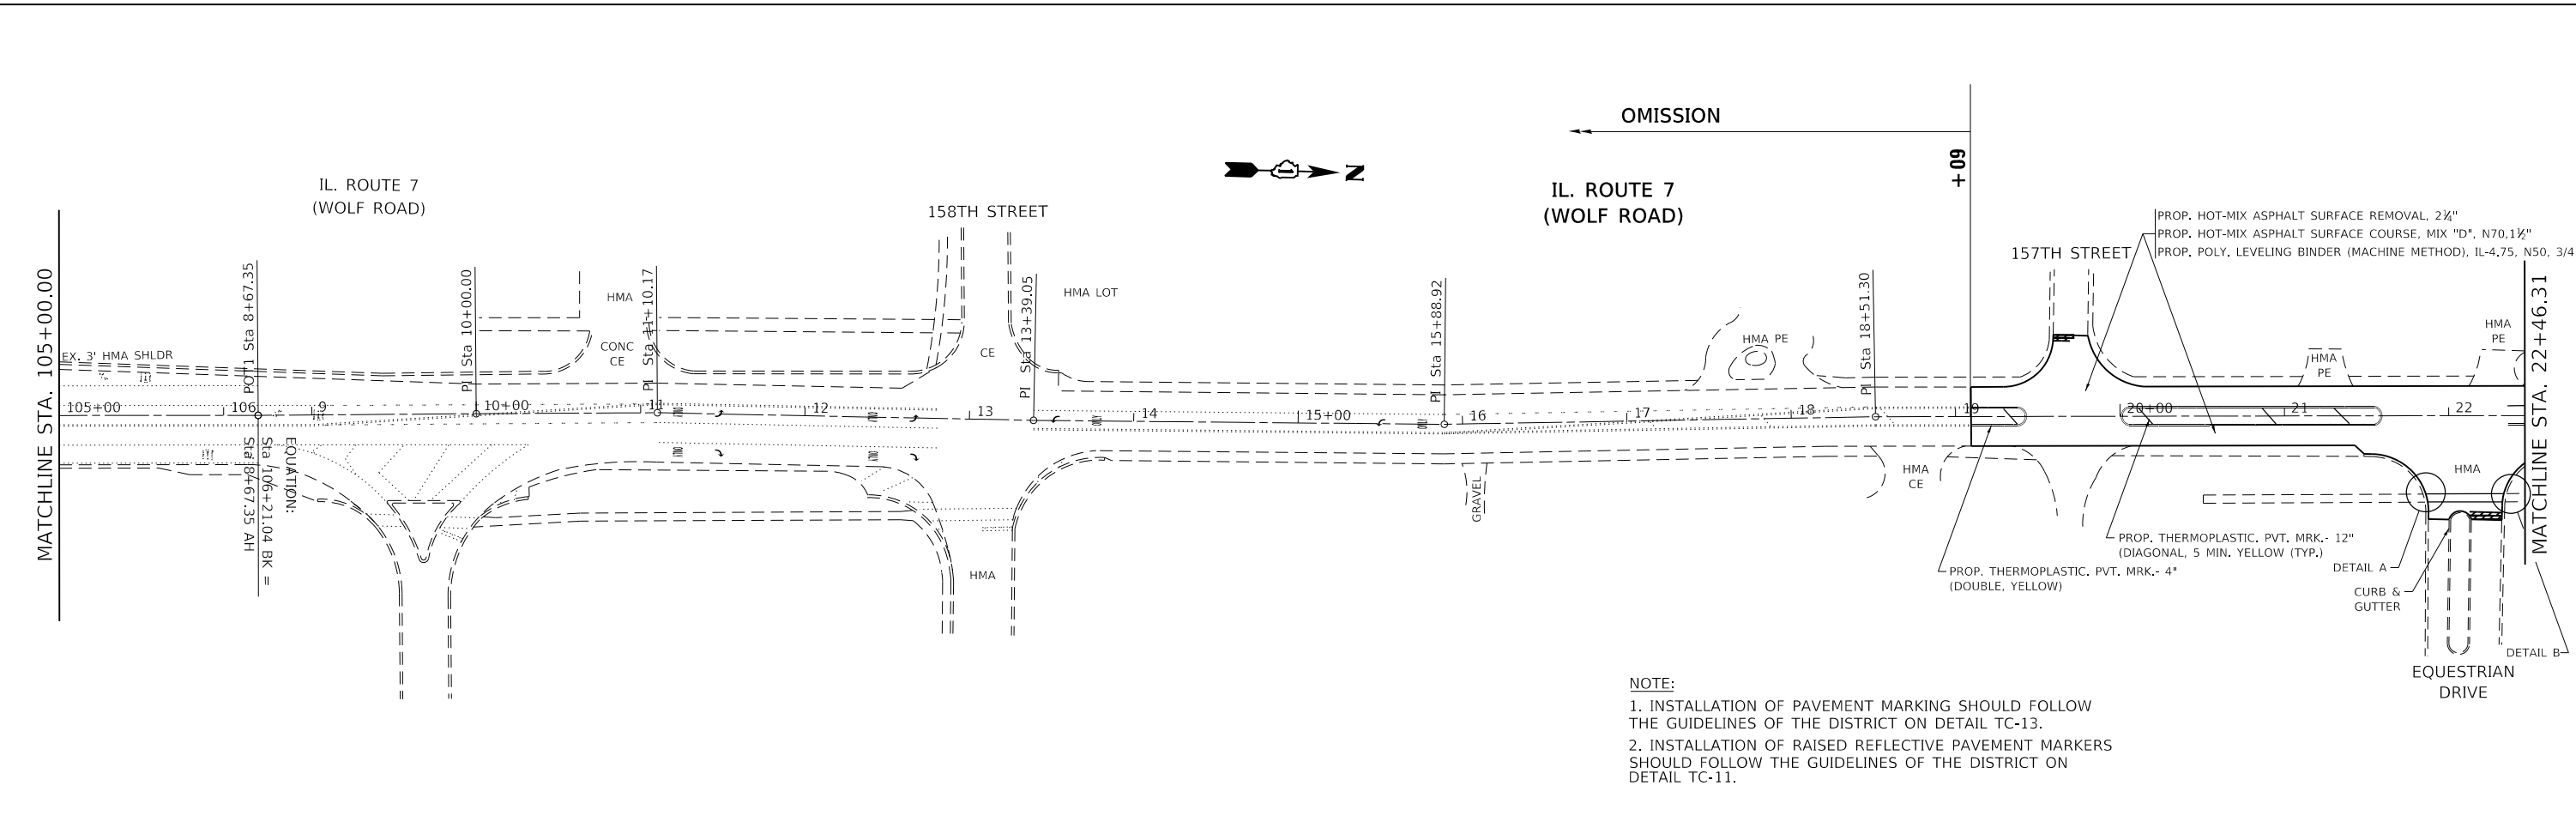 OMISSION
+09
IL. ROUTE 7
(WOLF ROAD)
IL. ROUTE 7
(WOLF ROAD)
N
158TH STREET
157TH STREET
PROP. HOT-MIX ASPHALT SURFACE REMOVAL, 2¼"
PROP. HOT-MIX ASPHALT SURFACE COURSE, MIX "D", N70,1½"
PROP. POLY. LEVELING BINDER (MACHINE METHOD), IL-4.75, N50, 3/4
MATCHLINE STA. 105+00.00
EX. 3' HMA SHLDR
POT1 Sta 8+67.35
PI Sta 10+00.00
HMA
CONC
CE
PI Sta 11+10.17
CE
PI Sta 13+39.05
HMA LOT
PI Sta 15+88.92
HMA PE
PI Sta 18+51.30
HMA
PE
HMA
PE
MATCHLINE STA. 22+46.31
105+00
106
9
10+00
11
12
13
14
15+00
16
17
18
19
20+00
21
22
ONLY
ONLY
ONLY
ONLY
ONLY
ONLY
EQUATION:
Sta 106+21.04 BK =
Sta 8+67.35 AH
GRAVEL
HMA
CE
HMA
HMA
PROP. THERMOPLASTIC. PVT. MRK.- 12"
(DIAGONAL, 5 MIN. YELLOW (TYP.)
PROP. THERMOPLASTIC. PVT. MRK.- 4"
(DOUBLE, YELLOW)
DETAIL A
CURB &
GUTTER
DETAIL B
EQUESTRIAN
DRIVE
NOTE:
1. INSTALLATION OF PAVEMENT MARKING SHOULD FOLLOW
THE GUIDELINES OF THE DISTRICT ON DETAIL TC-13.
2. INSTALLATION OF RAISED REFLECTIVE PAVEMENT MARKERS
SHOULD FOLLOW THE GUIDELINES OF THE DISTRICT ON
DETAIL TC-11.